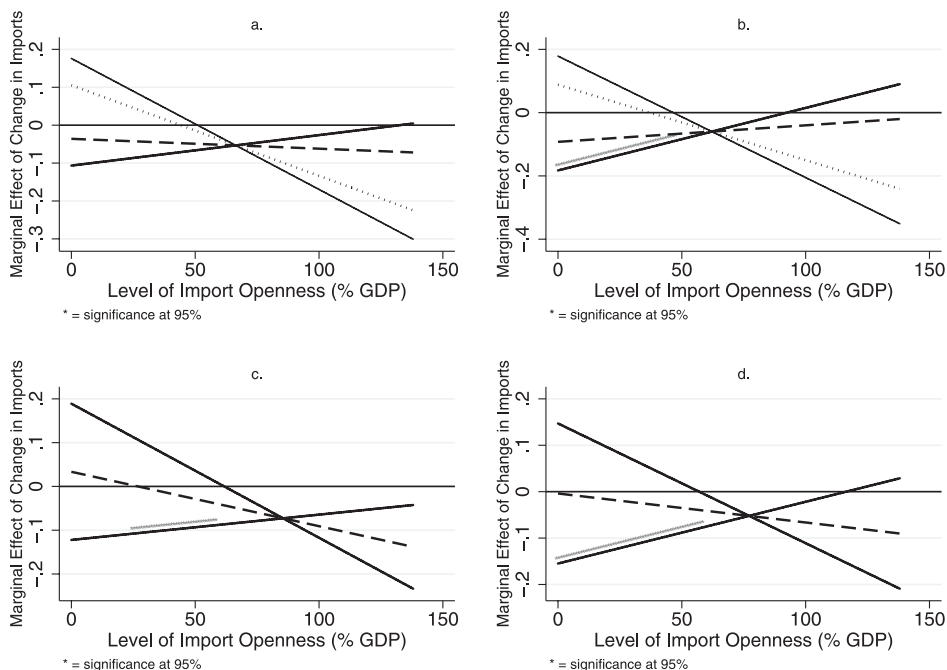 a.
Marginal Effect of Change in Imports
.2
.1
0
-.1
-.2
-.3
0 50 100 150
Level of Import Openness (% GDP)
* = significance at 95%
b.
Marginal Effect of Change in Imports
.2
0
-.2
-.4
0 50 100 150
Level of Import Openness (% GDP)
* = significance at 95%
c.
Marginal Effect of Change in Imports
.2
.1
0
-.1
-.2
0 50 100 150
Level of Import Openness (% GDP)
* = significance at 95%
d.
Marginal Effect of Change in Imports
.2
.1
0
-.1
-.2
0 50 100 150
Level of Import Openness (% GDP)
* = significance at 95%